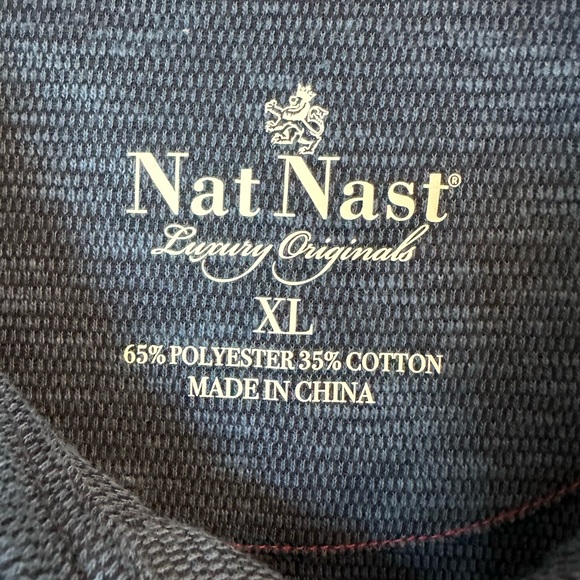 Nat Nast®
Luxury Originals
XL
65% POLYESTER 35% COTTON
MADE IN CHINA